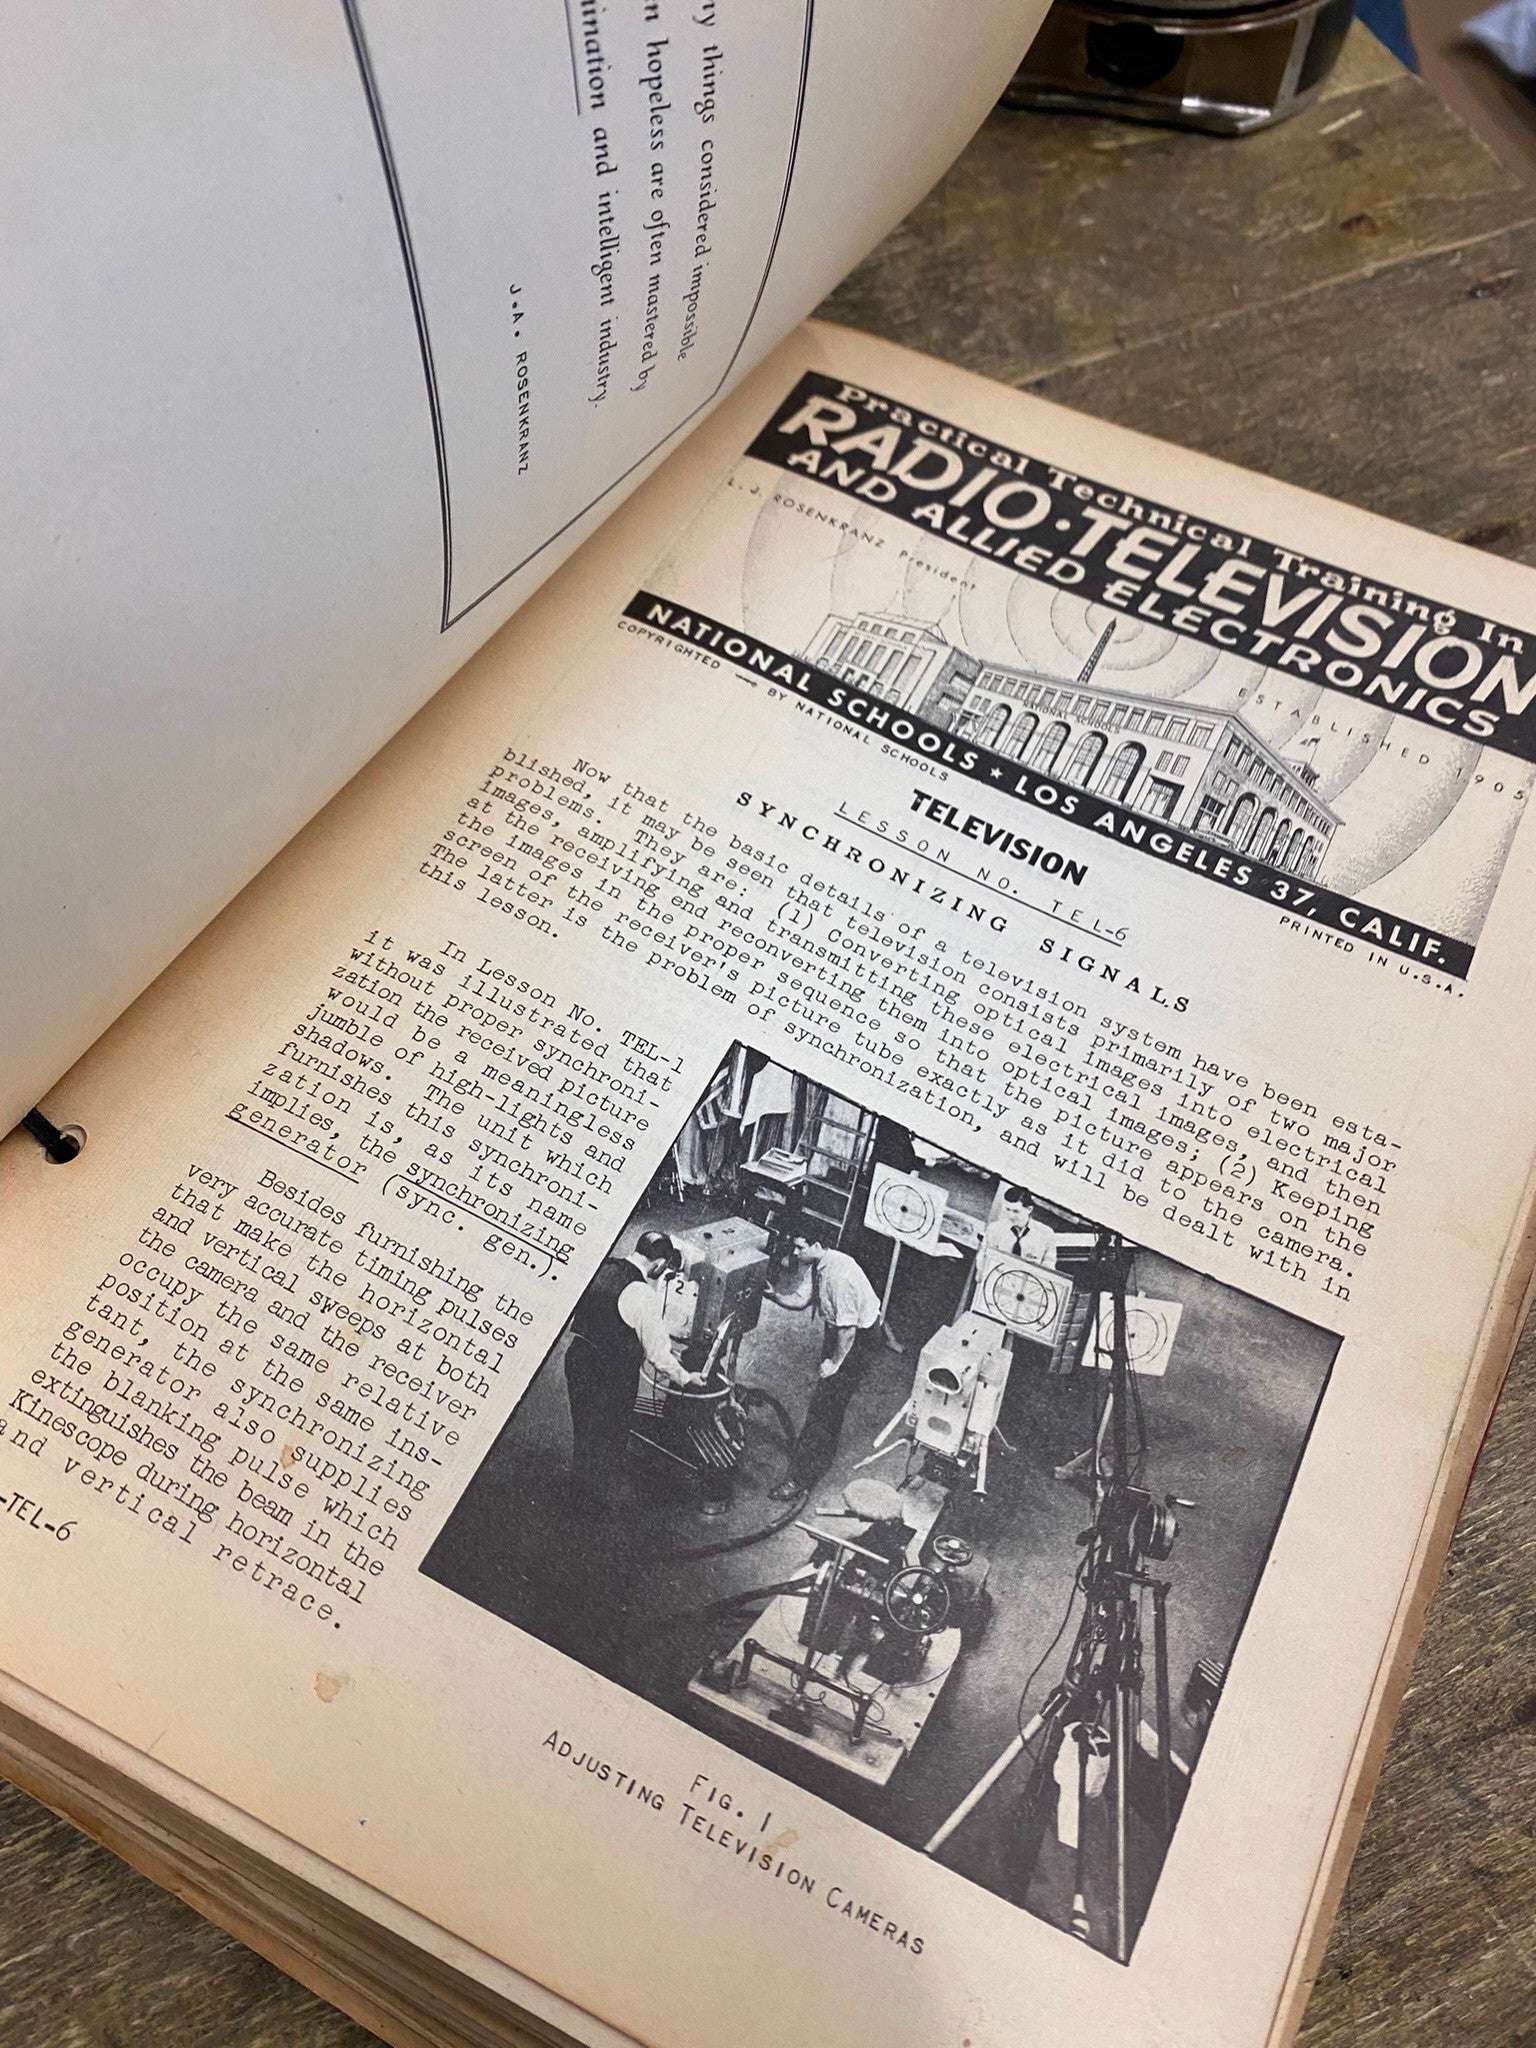 ny things considered impossible
n hopeless are often mastered by
ination and intelligent industry.
J.A. ROSENKRANZ
Practical Technical Training In
RADIO·TELEVISION
AND ALLIED ELECTRONICS
L. J. ROSENKRANZ President
ESTABLISHED 1905
NATIONAL SCHOOLS
NATIONAL SCHOOLS ★ LOS ANGELES 37, CALIF.
COPYRIGHTED — BY NATIONAL SCHOOLS
PRINTED IN U.S.A.
TELEVISION
LESSON NO. TEL-6
SYNCHRONIZING SIGNALS
Now that the basic details of a television system have been esta-
blished, it may be seen that television consists primarily of two major
problems. They are: (1) Converting optical images into electrical
images, amplifying and transmitting these electrical images, and then
at the receiving end reconverting them into optical images; (2) Keeping
the images in the proper sequence so that the picture appears on the
screen of the receiver's picture tube exactly as it did to the camera.
The latter is the problem of synchronization, and will be dealt with in
this lesson.
In Lesson No. TEL-1
it was illustrated that
without proper synchroni-
zation the received picture
would be a meaningless
jumble of high-lights and
shadows. The unit which
furnishes this synchroni-
zation is, as its name
implies, the synchronizing
generator (sync. gen.).
Besides furnishing the
very accurate timing pulses
that make the horizontal
and vertical sweeps at both
the camera and the receiver
occupy the same relative
position at the same ins-
tant, the synchronizing
generator also supplies
the blanking pulse which
extinguishes the beam in the
Kinescope during horizontal
and vertical retrace.
2
FIG. 1
ADJUSTING TELEVISION CAMERAS
-TEL-6